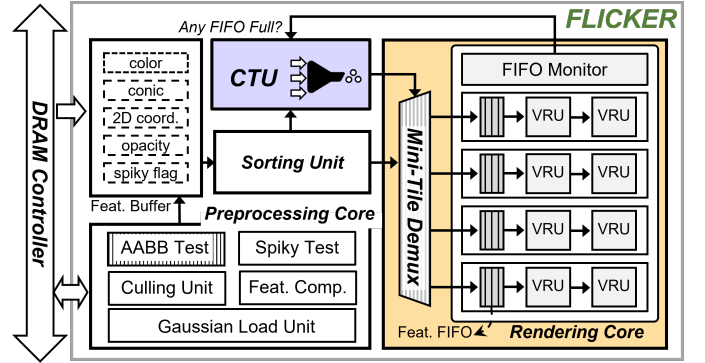 FLICKER
Any FIFO Full?
DRAM Controller
color
conic
2D coord.
opacity
spiky flag
Feat. Buffer
CTU
Sorting Unit
Preprocessing Core
AABB Test
Spiky Test
Culling Unit
Feat. Comp.
Gaussian Load Unit
Mini-Tile Demux
FIFO Monitor
VRU
VRU
VRU
VRU
VRU
VRU
VRU
VRU
Feat. FIFO
Rendering Core